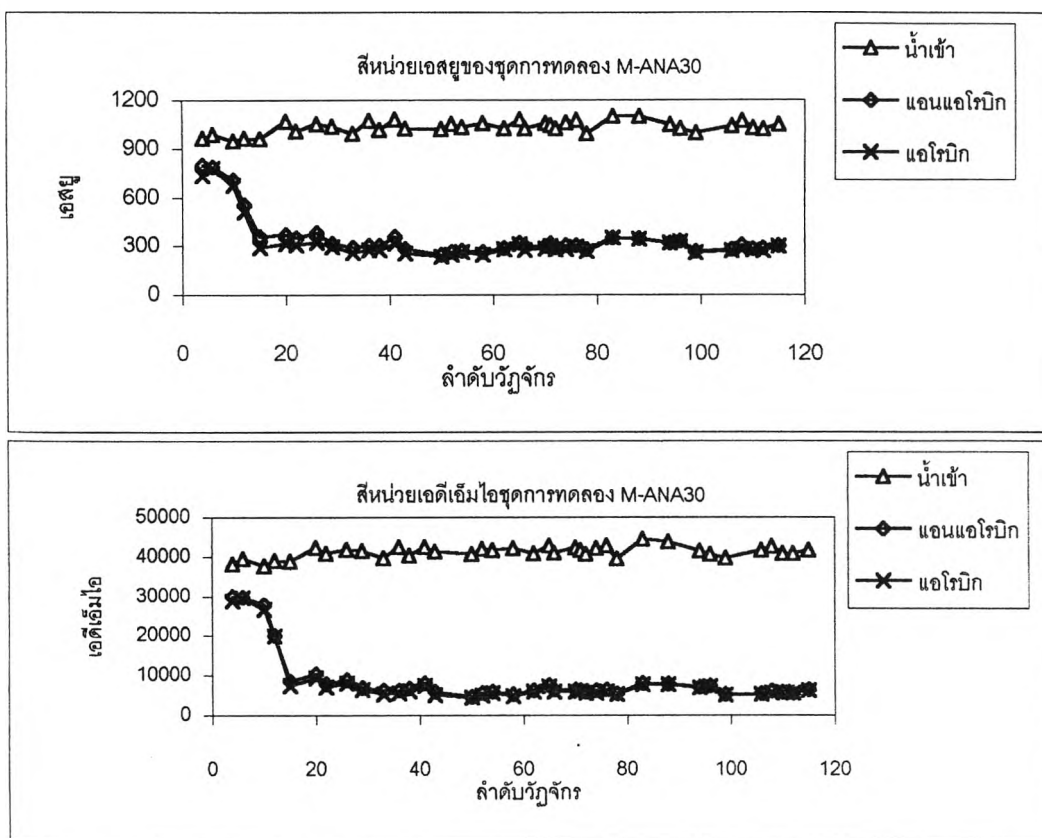 สีหน่วยเอสยูของชุดการทดลอง M-ANA30
น้ำเข้า
แอนแอโรบิก
แอโรบิก
เอสยู
1200
900
600
300
0
0 20 40 60 80 100 120
ลำดับวัฏจักร
สีหน่วยเอดีเอ็มไอชุดการทดลอง M-ANA30
น้ำเข้า
แอนแอโรบิก
แอโรบิก
เอดีเอ็มไอ
50000
40000
30000
20000
10000
0
0 20 40 60 80 100 120
ลำดับวัฏจักร